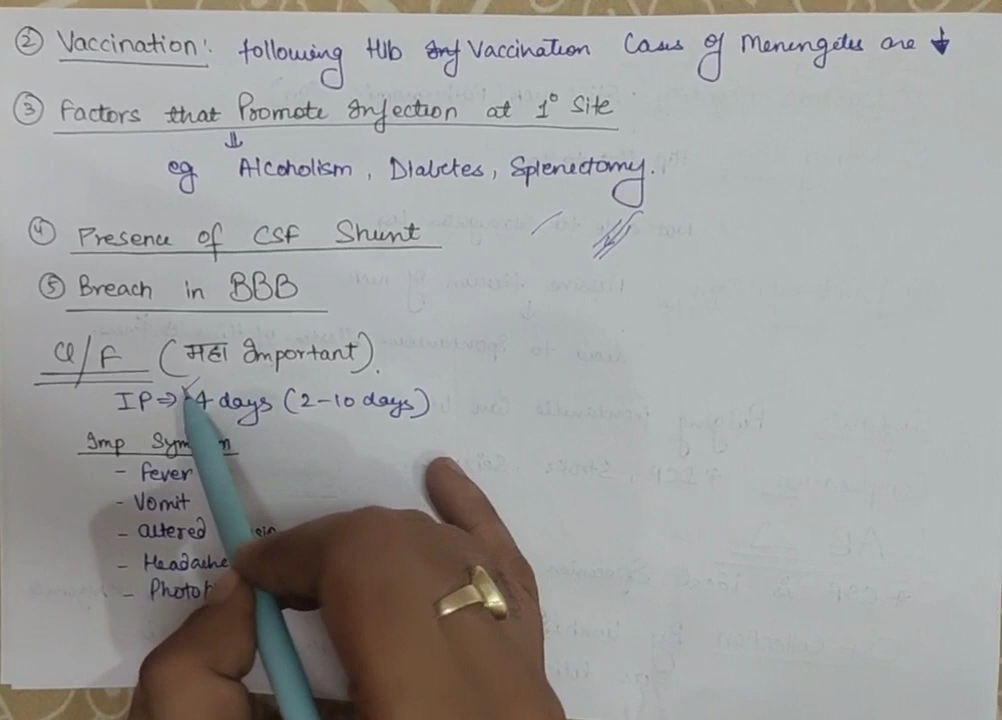 ② Vaccination: following Hib Vaccination Cases of Menengitis are ↓
③ Factors that Promote Infection at 1° Site
⇓
eg Alcoholism, Diabetes, Splenectomy.
④ Presence of CSF Shunt
⑤ Breach in BBB
Cl/F (महा Important).
IP ⇒ 4 days (2-10 days)
Imp
- fever
- Vomit
- altered
- Headache